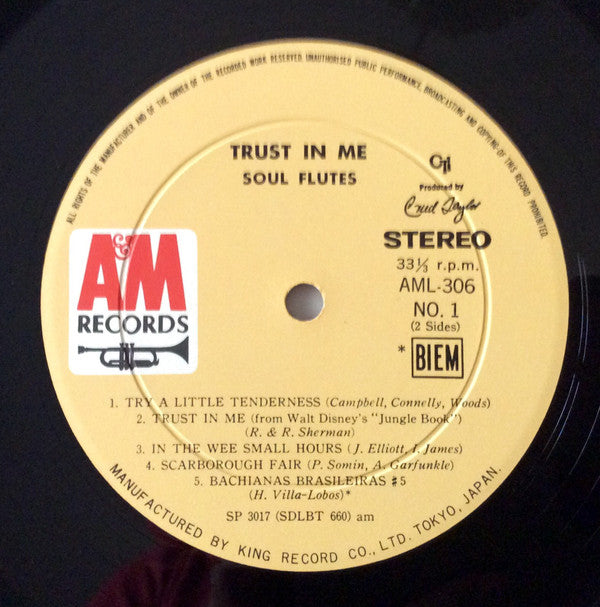 ALL RIGHTS OF THE MANUFACTURER AND OF THE OWNER OF THE RECORDED WORK RESERVED. UNAUTHORISED PUBLIC PERFORMANCE, BROADCASTING AND COPYING OF THIS RECORD PROHIBITED.
TRUST IN ME
SOUL FLUTES
CTI
Produced by
Creed Taylor
STEREO
33⅓ r.p.m.
AML-306
NO. 1
(2 Sides)
* BIEM
A&M
RECORDS
1. TRY A LITTLE TENDERNESS (Campbell, Connelly, Woods)
2. TRUST IN ME (from Walt Disney's "Jungle Book")
(R. & R. Sherman)
3. IN THE WEE SMALL HOURS (J. Elliott, I. James)
4. SCARBOROUGH FAIR (P. Somin, A. Garfunkle)
5. BACHIANAS BRASILEIRAS #5
(H. Villa-Lobos)*
SP 3017 (SDLBT 660) am
MANUFACTURED BY KING RECORD CO., LTD. TOKYO, JAPAN.